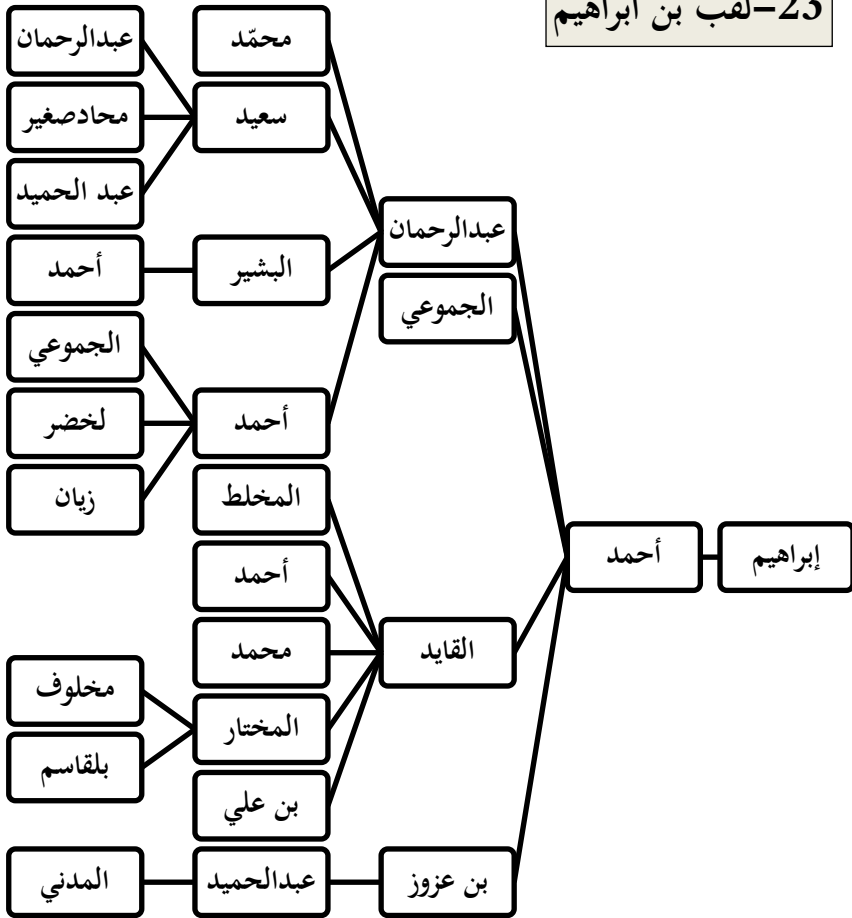 23-لقب بن ابراهيم
إبراهيم
أحمد
عبدالرحمان
الجموعي
القايد
بن عزوز
محمّد
سعيد
البشير
أحمد
المخلط
أحمد
محمد
المختار
بن علي
عبدالحميد
عبدالرحمان
محادصغير
عبد الحميد
أحمد
الجموعي
لخضر
زيان
مخلوف
بلقاسم
المدني